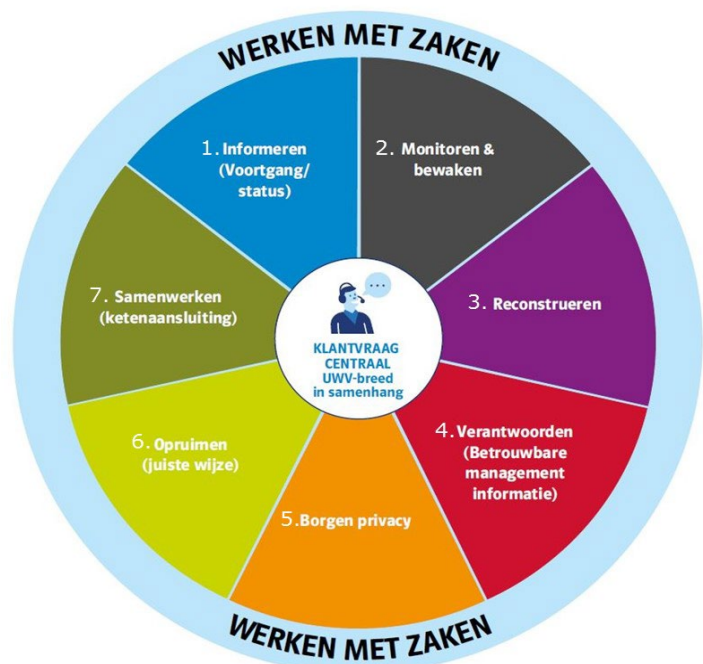 WERKEN MET ZAKEN
1. Informeren
(Voortgang/
status)
2. Monitoren &
bewaken
3. Reconstrueren
4. Verantwoorden
(Betrouwbare
management
informatie)
5. Borgen privacy
6. Opruimen
(juiste wijze)
7. Samenwerken
(ketenaansluiting)
KLANTVRAAG
CENTRAAL
UWV-breed
in samenhang
WERKEN MET ZAKEN